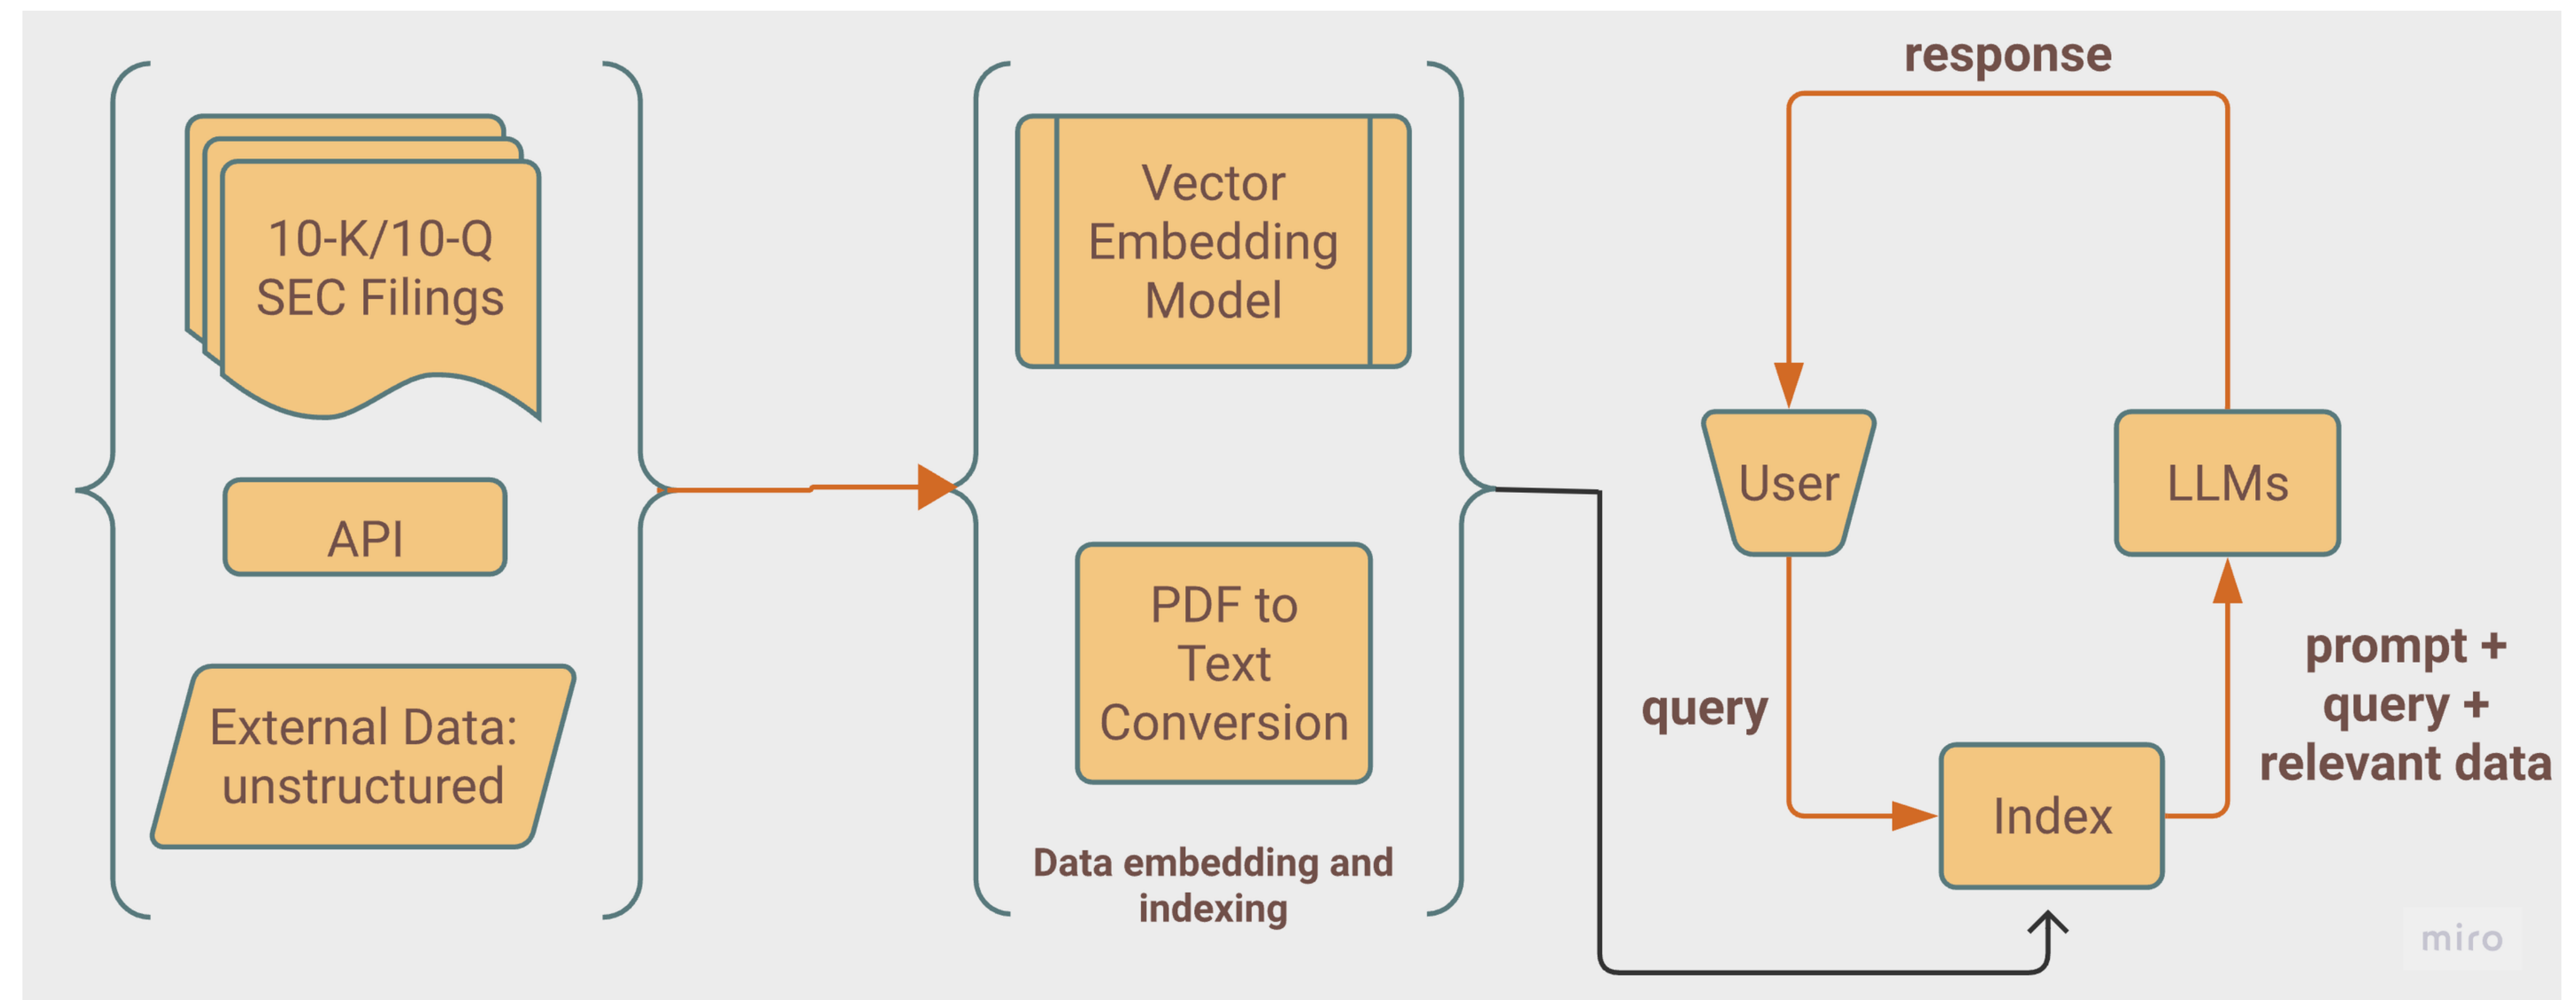 10-K/10-Q
SEC Filings
API
External Data:
unstructured
Vector
Embedding
Model
PDF to
Text
Conversion
Data embedding and
indexing
response
User
LLMs
query
prompt +
query +
relevant data
Index
miro